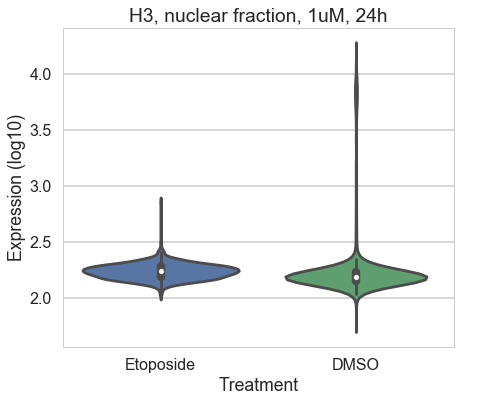 H3, nuclear fraction, 1uM, 24h
Expression (log10)
4.0
3.5
3.0
2.5
2.0
Etoposide
DMSO
Treatment